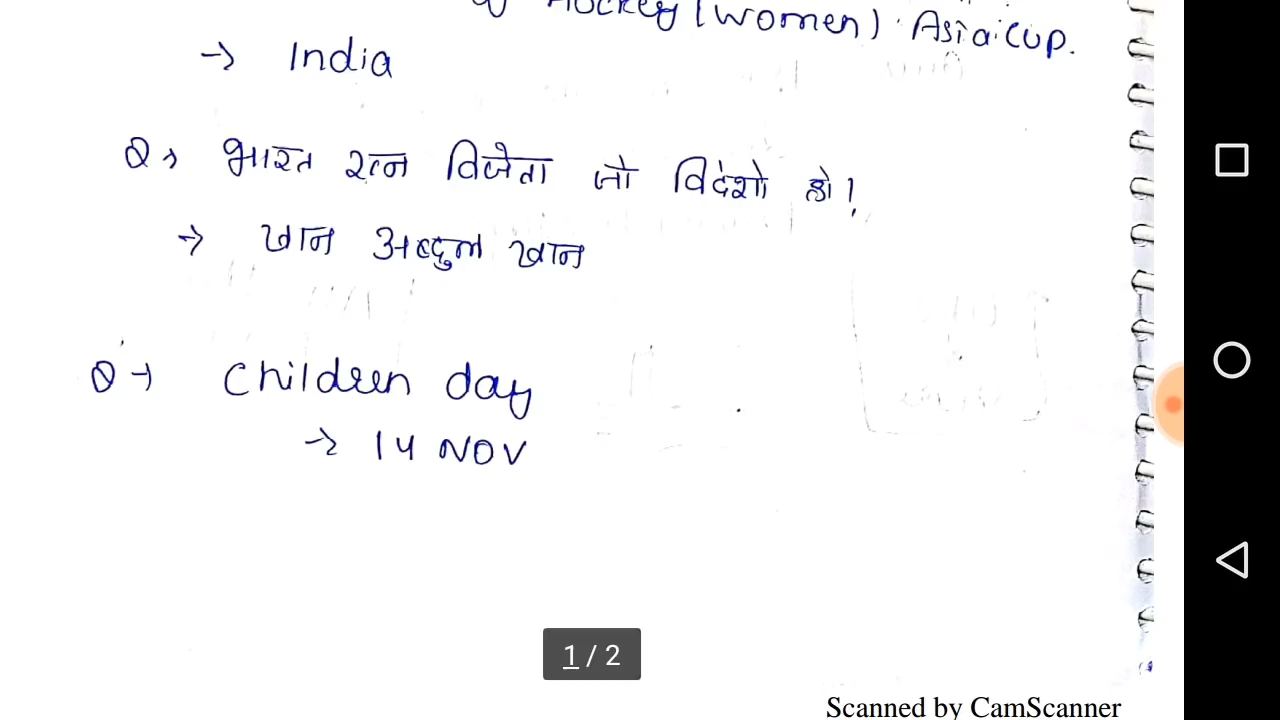 Hockey (women) Asia Cup.
→ India
Q→ भारत रत्न विजेता जो विदेशी हो!
→ खान अब्दुल खान
Q→ Children day
→ 14 NOV
1 / 2
Scanned by CamScanner